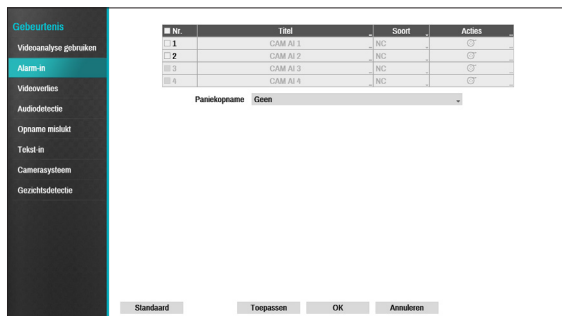 Gebeurtenis
Videoanalyse gebruiken
Alarm-in
Videoverlies
Audiodetectie
Opname mislukt
Tekst-in
Camerasysteem
Gezichtsdetectie
Nr. Titel Soort Acties
1 CAM AI 1 NC
2 CAM AI 2 NC
3 CAM AI 3 NC
4 CAM AI 4 NC
Paniekopname Geen
Standaard Toepassen OK Annuleren